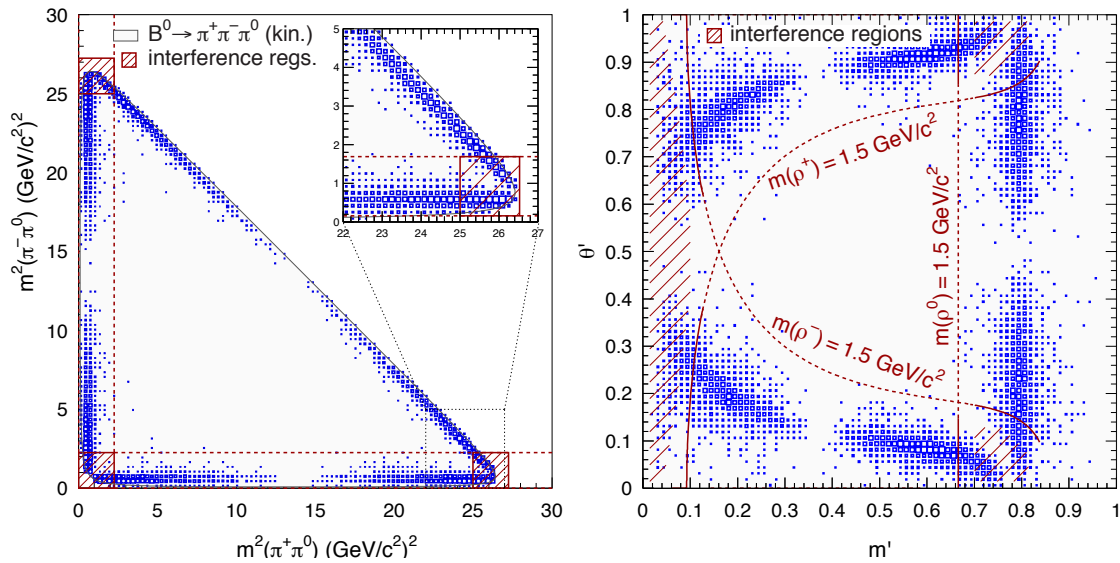 B⁰→π⁺π⁻π⁰ (kin.)
interference regs.
m²(π⁻π⁰) (GeV/c²)²
30
25
20
15
10
5
0
0 5 10 15 20 25 30
m²(π⁺π⁰) (GeV/c²)²
5
4
3
2
1
0
22 23 24 25 26 27
interference regions
θ'
1
0.9
0.8
0.7
0.6
0.5
0.4
0.3
0.2
0.1
0
0 0.1 0.2 0.3 0.4 0.5 0.6 0.7 0.8 0.9 1
m'
m(ρ⁺) = 1.5 GeV/c²
m(ρ⁻) = 1.5 GeV/c²
m(ρ⁰) = 1.5 GeV/c²